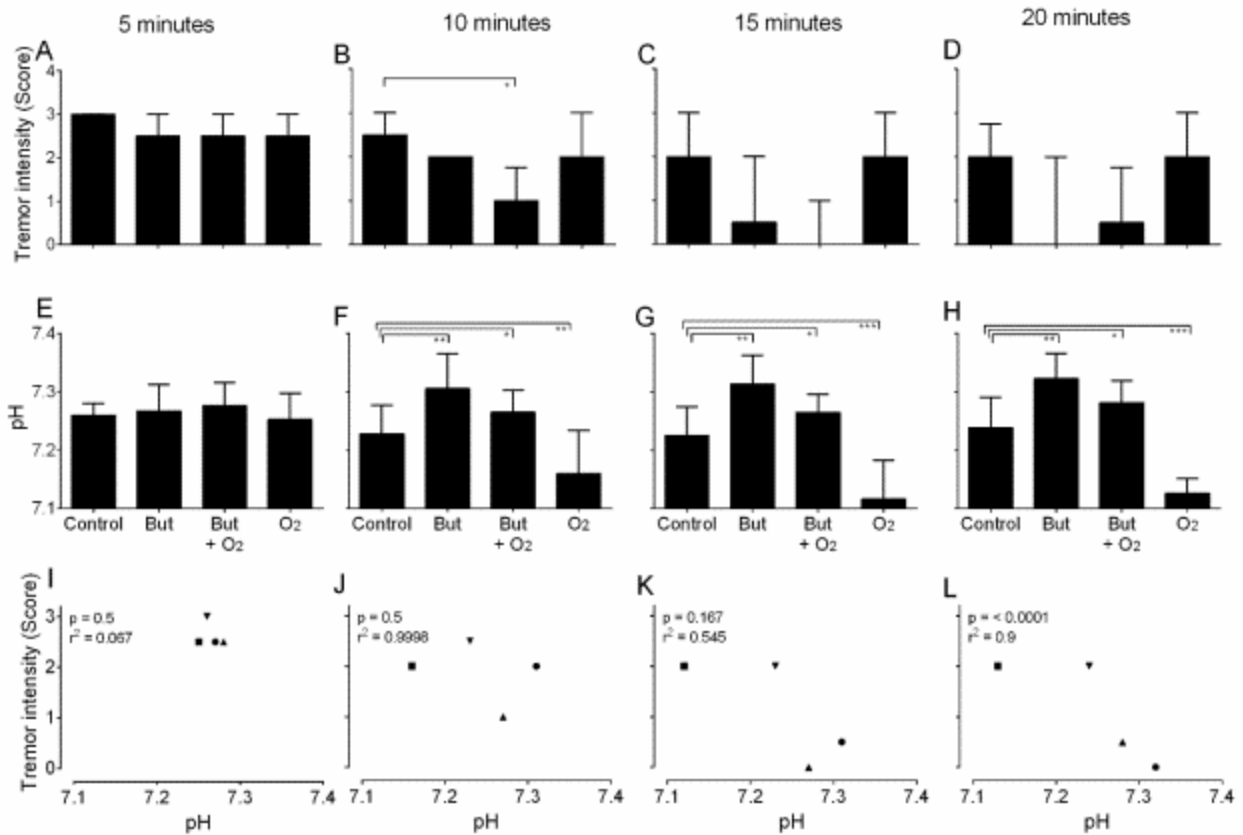 5 minutes
10 minutes
15 minutes
20 minutes
A
B
C
D
Tremor intensity (Score)
4
3
2
1
0
E
F
G
H
** * **
** * ***
** * ***
*
pH
7.4
7.3
7.2
7.1
Control But But + O2 O2
Control But But + O2 O2
Control But But + O2 O2
Control But But + O2 O2
I
J
K
L
Tremor intensity (Score)
3
2
1
0
p = 0.5
r2 = 0.067
p = 0.5
r2 = 0.9998
p = 0.167
r2 = 0.545
p = < 0.0001
r2 = 0.9
7.1 7.2 7.3 7.4
7.1 7.2 7.3 7.4
7.1 7.2 7.3 7.4
7.1 7.2 7.3 7.4
pH
pH
pH
pH